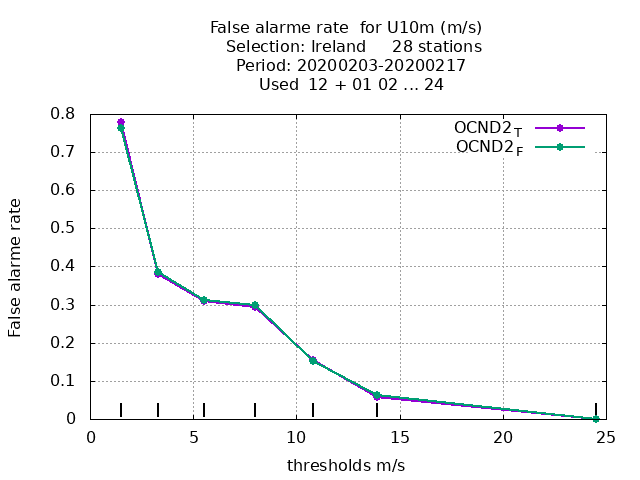 False alarme rate  for U10m (m/s)
Selection: Ireland     28 stations
Period: 20200203-20200217
Used  12 + 01 02 ... 24
OCND2T
OCND2F
False alarme rate
0.8
0.7
0.6
0.5
0.4
0.3
0.2
0.1
0
0 5 10 15 20 25
thresholds m/s